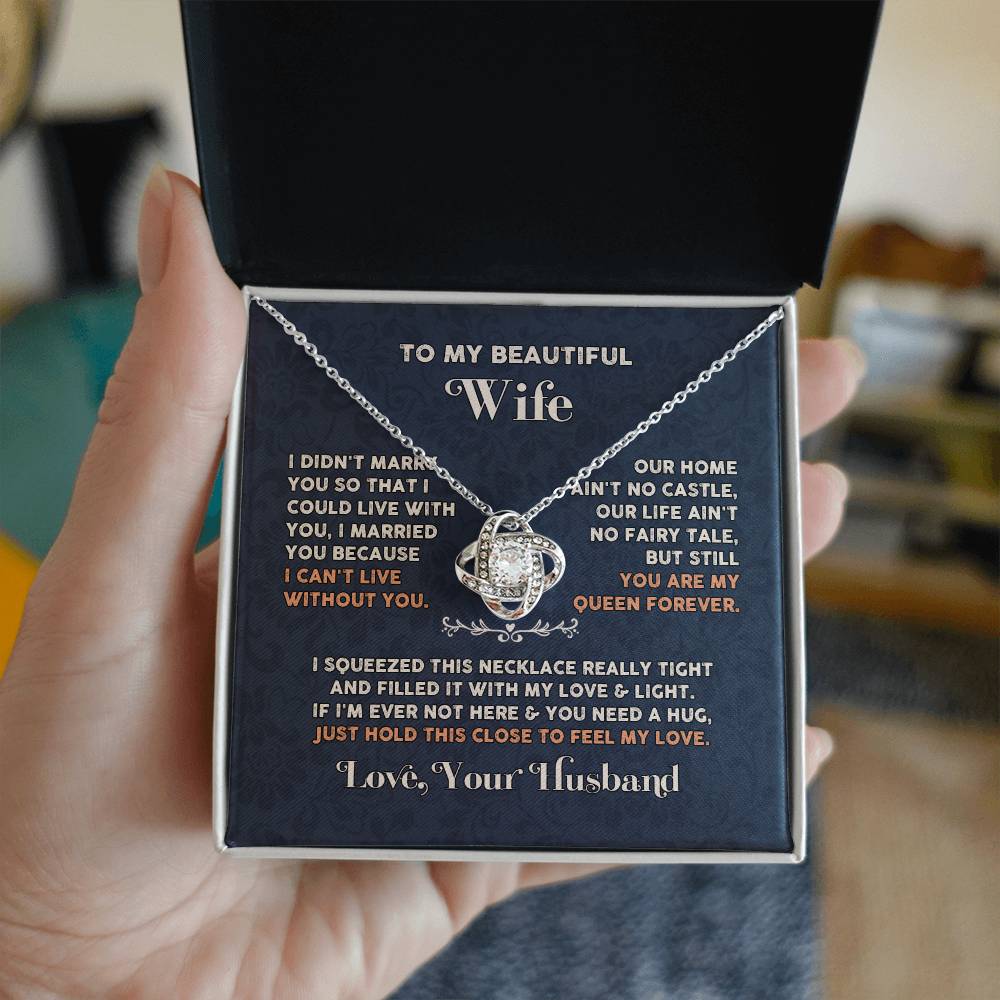 TO MY BEAUTIFUL
Wife
I DIDN'T MARRY
YOU SO THAT I
COULD LIVE WITH
YOU, I MARRIED
YOU BECAUSE
I CAN'T LIVE
WITHOUT YOU.
OUR HOME
AIN'T NO CASTLE,
OUR LIFE AIN'T
NO FAIRY TALE,
BUT STILL
YOU ARE MY
QUEEN FOREVER.
I SQUEEZED THIS NECKLACE REALLY TIGHT
AND FILLED IT WITH MY LOVE & LIGHT.
IF I'M EVER NOT HERE & YOU NEED A HUG,
JUST HOLD THIS CLOSE TO FEEL MY LOVE.
Love, Your Husband